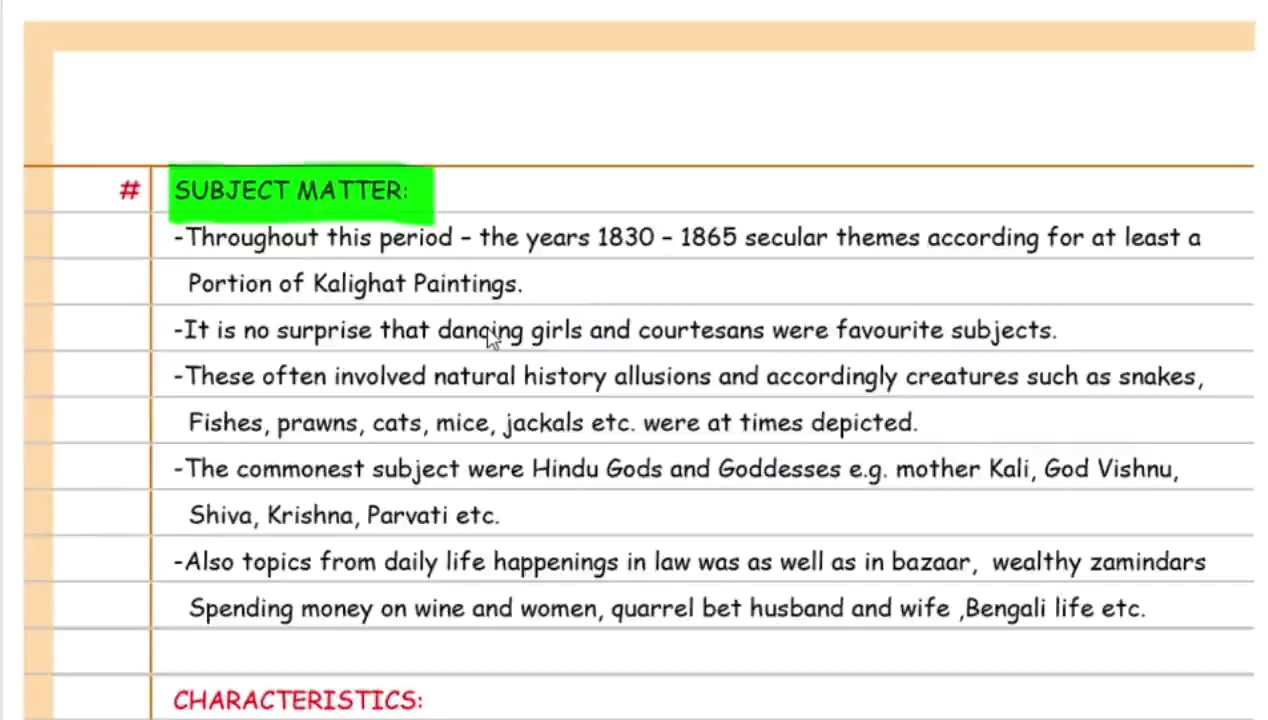 # SUBJECT MATTER:
-Throughout this period – the years 1830 – 1865 secular themes according for at least a
Portion of Kalighat Paintings.
-It is no surprise that dancing girls and courtesans were favourite subjects.
-These often involved natural history allusions and accordingly creatures such as snakes,
Fishes, prawns, cats, mice, jackals etc. were at times depicted.
-The commonest subject were Hindu Gods and Goddesses e.g. mother Kali, God Vishnu,
Shiva, Krishna, Parvati etc.
-Also topics from daily life happenings in law was as well as in bazaar,  wealthy zamindars
Spending money on wine and women, quarrel bet husband and wife ,Bengali life etc.
CHARACTERISTICS: